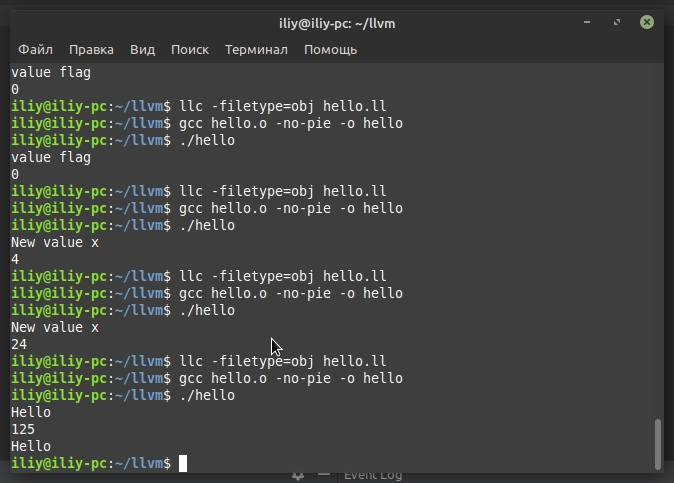 iliy@iliy-pc: ~/llvm
Файл Правка Вид Поиск Терминал Помощь
value flag
0
iliy@iliy-pc:~/llvm$ llc -filetype=obj hello.ll
iliy@iliy-pc:~/llvm$ gcc hello.o -no-pie -o hello
iliy@iliy-pc:~/llvm$ ./hello
value flag
0
iliy@iliy-pc:~/llvm$ llc -filetype=obj hello.ll
iliy@iliy-pc:~/llvm$ gcc hello.o -no-pie -o hello
iliy@iliy-pc:~/llvm$ ./hello
New value x
4
iliy@iliy-pc:~/llvm$ llc -filetype=obj hello.ll
iliy@iliy-pc:~/llvm$ gcc hello.o -no-pie -o hello
iliy@iliy-pc:~/llvm$ ./hello
New value x
24
iliy@iliy-pc:~/llvm$ llc -filetype=obj hello.ll
iliy@iliy-pc:~/llvm$ gcc hello.o -no-pie -o hello
iliy@iliy-pc:~/llvm$ ./hello
Hello
125
Hello
iliy@iliy-pc:~/llvm$
Event Log